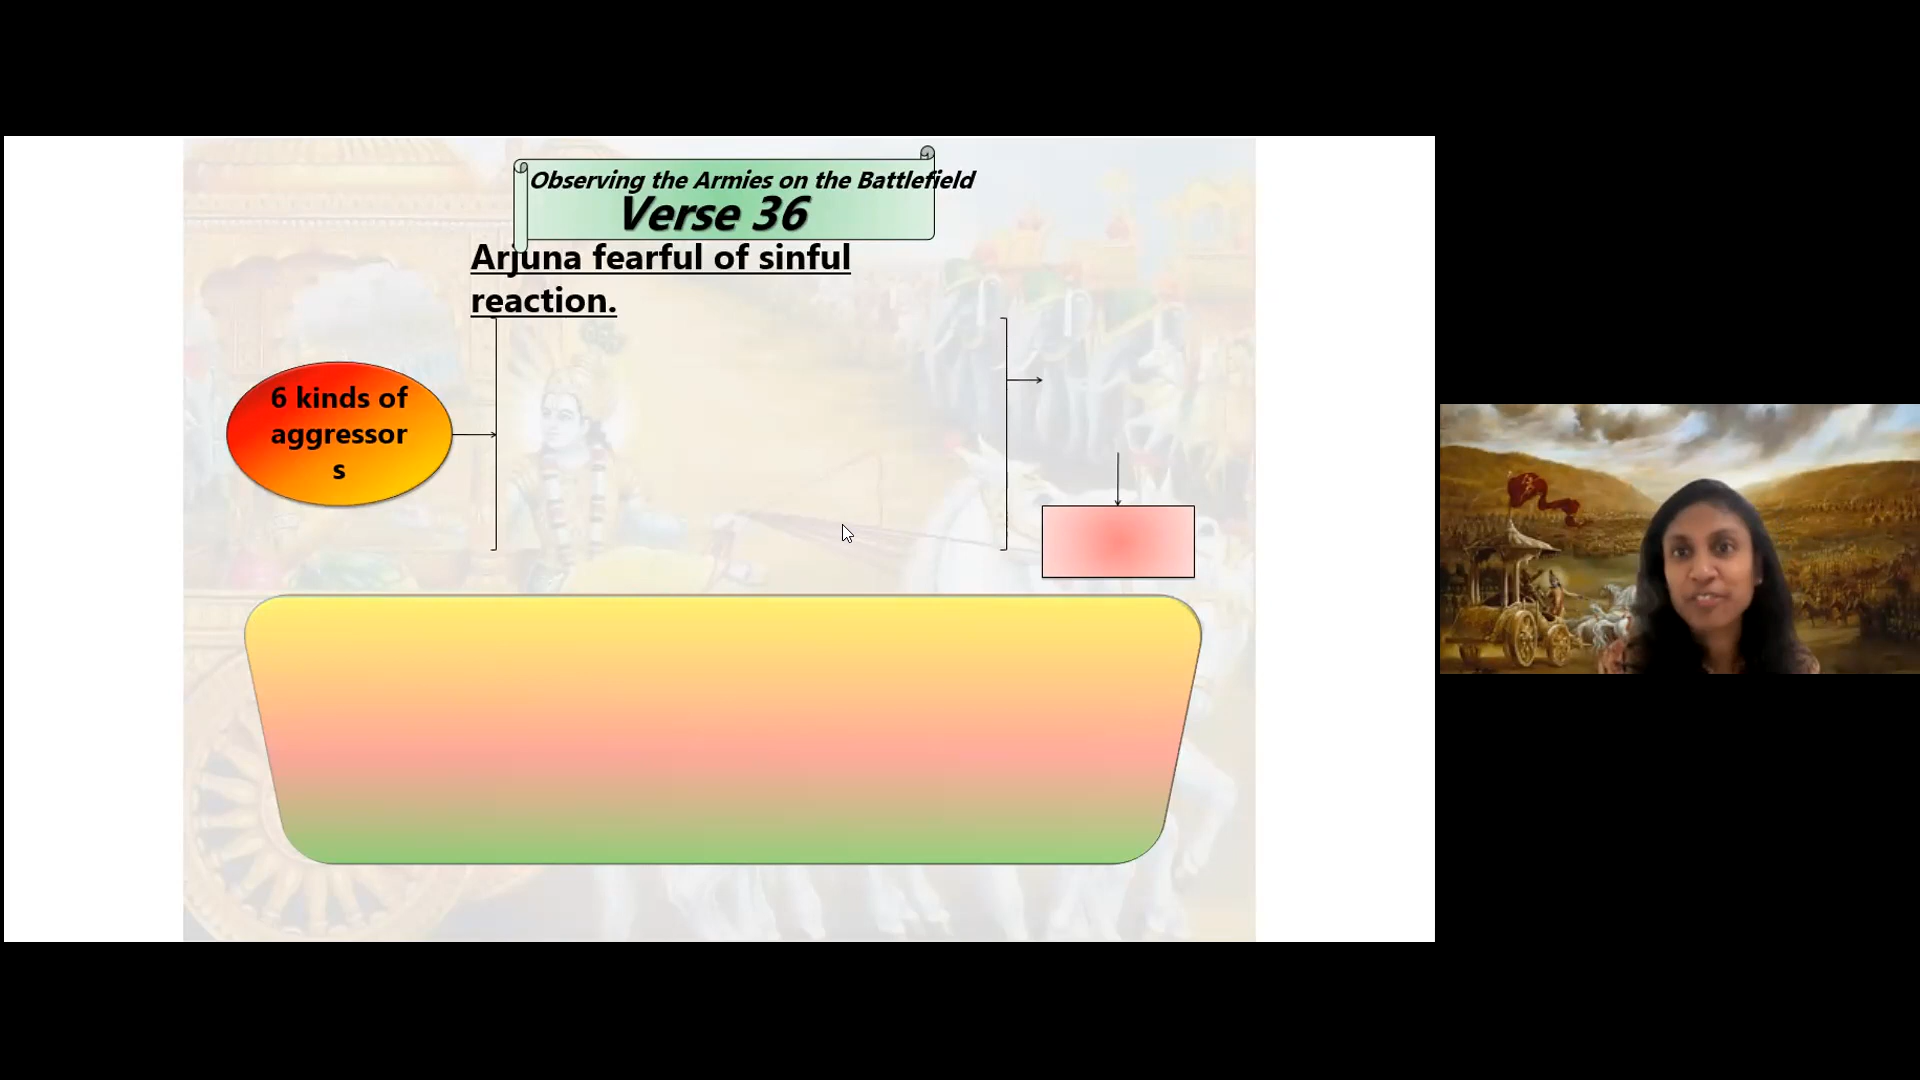 Observing the Armies on the Battlefield
Verse 36
Arjuna fearful of sinful
reaction.
6 kinds of
aggressor
s